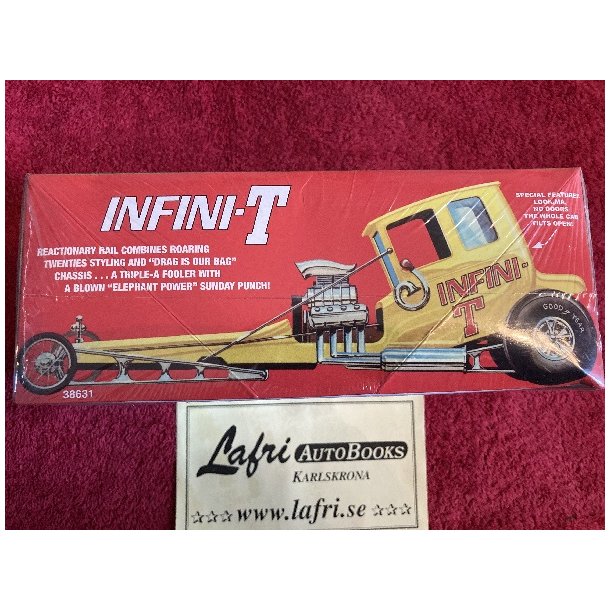 INFINI-T
REACTIONARY RAIL COMBINES ROARING
TWENTIES STYLING AND "DRAG IS OUR BAG"
CHASSIS . . . A TRIPLE-A FOOLER WITH
A BLOWN "ELEPHANT POWER" SUNDAY PUNCH!
SPECIAL FEATURE!
LOOK MA,
NO DOORS
THE WHOLE CAB
TILTS OPEN!
INFINI-
T
GOOD YEAR
38631
Lafri AUTOBOOKS
KARLSKRONA
☆☆☆ www.lafri.se ☆☆☆